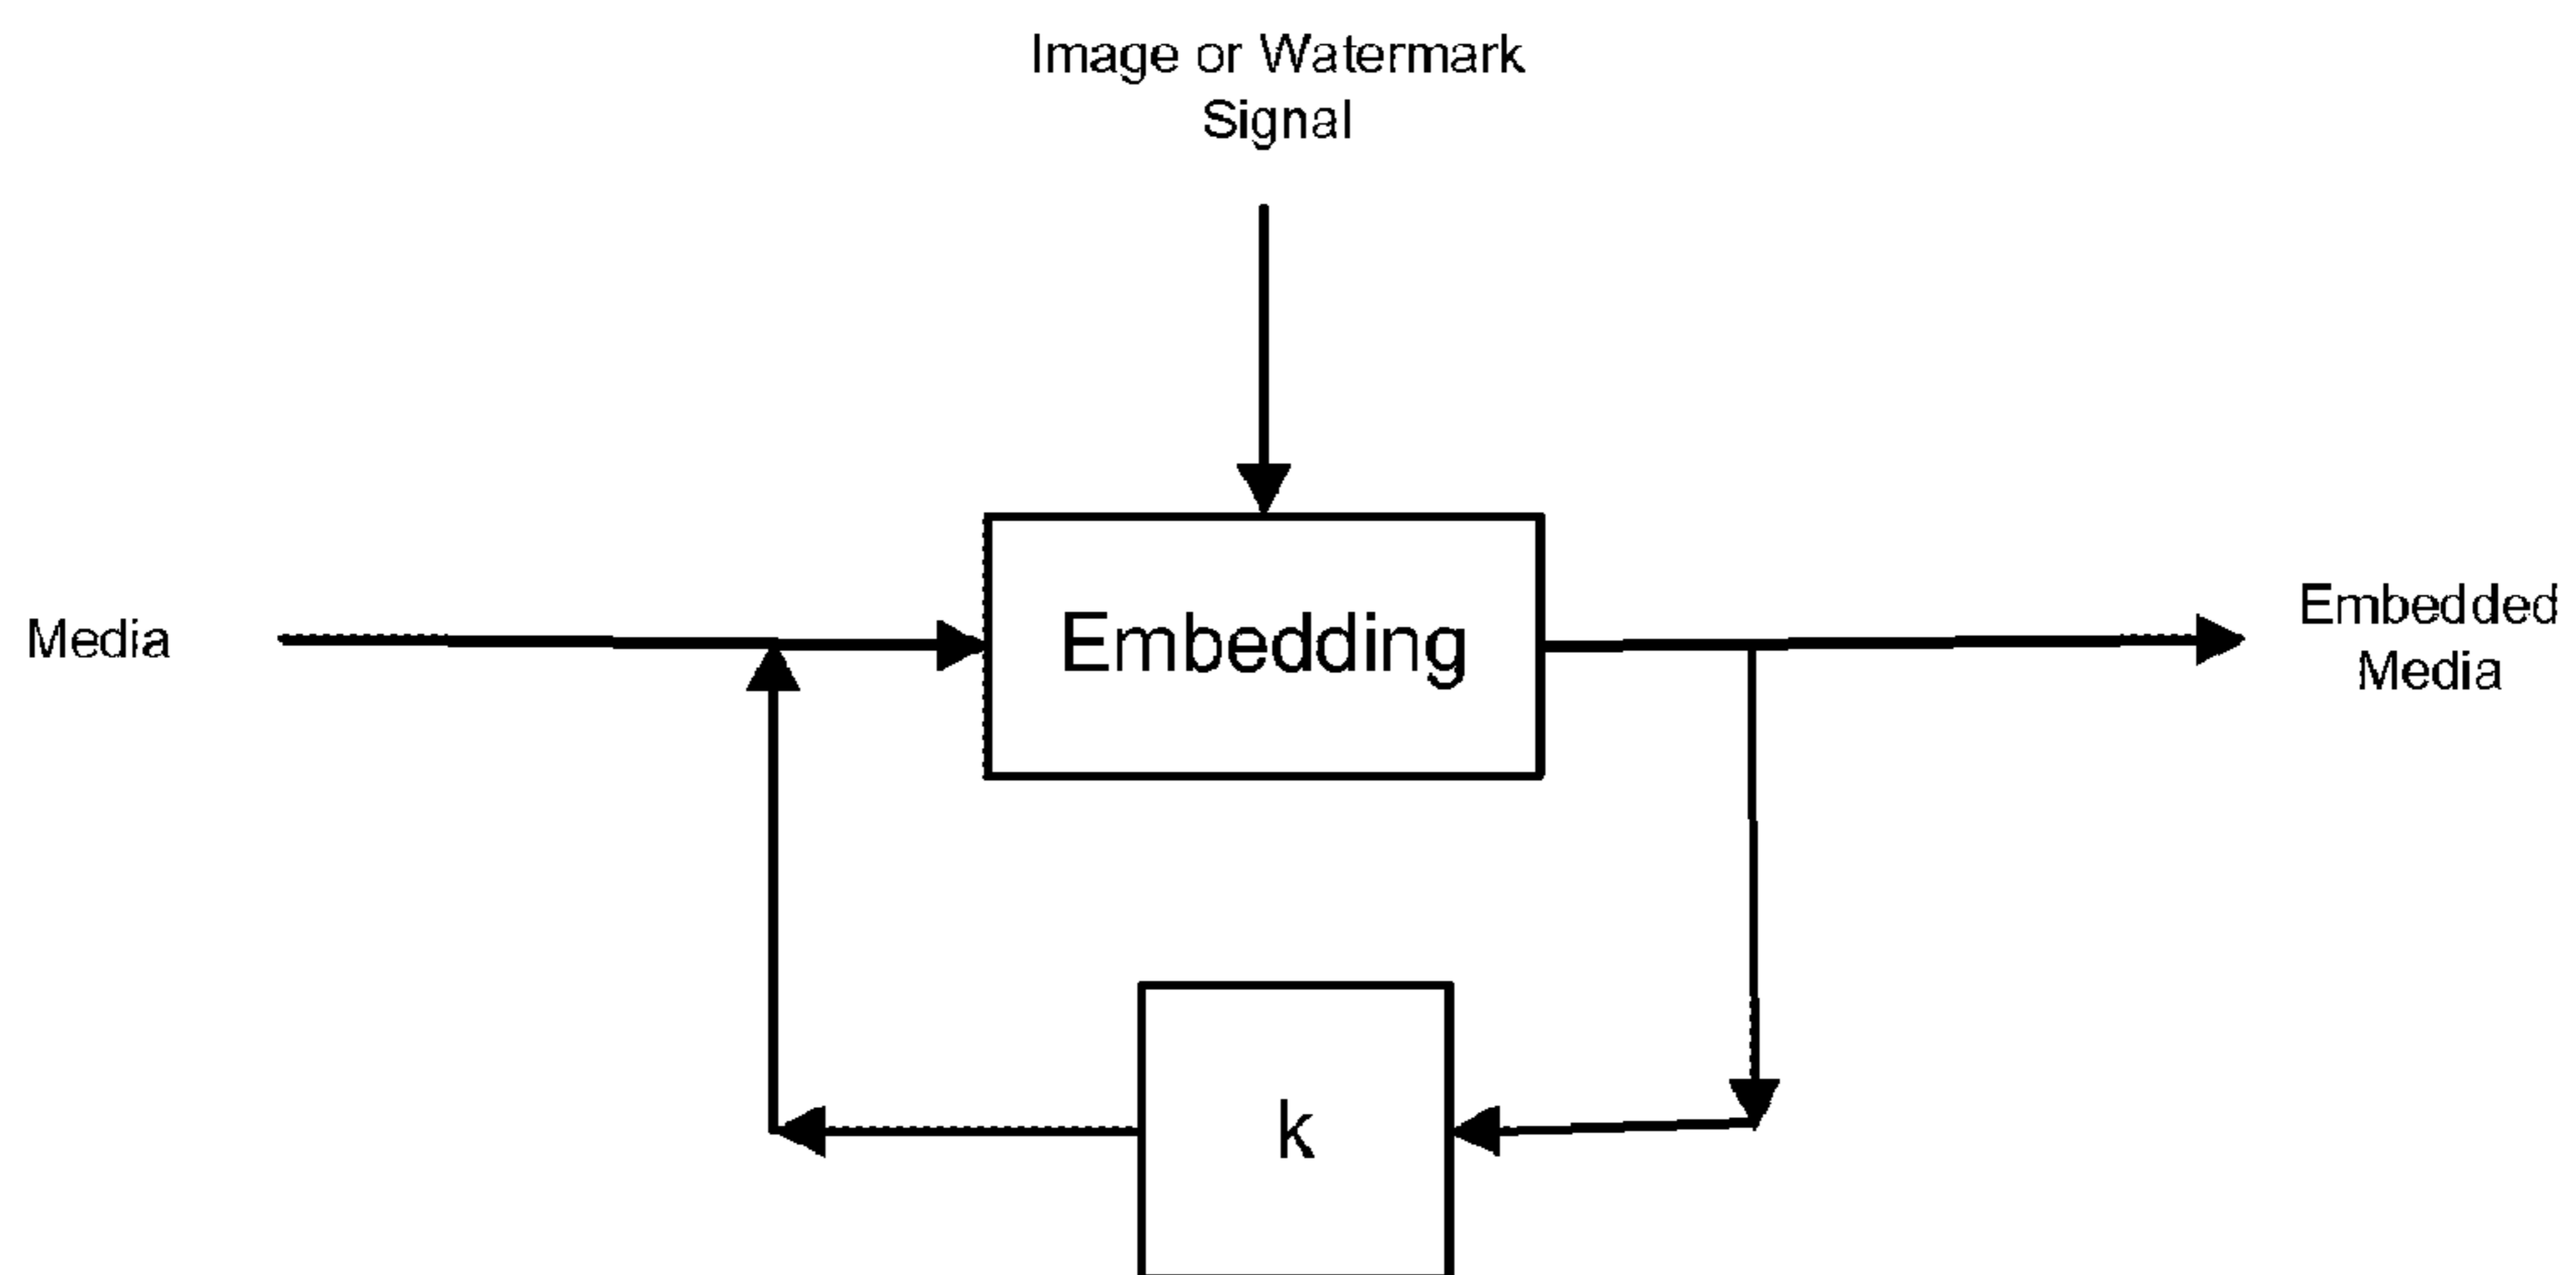 Image or Watermark
Signal
Media
Embedding
Embedded
Media
k